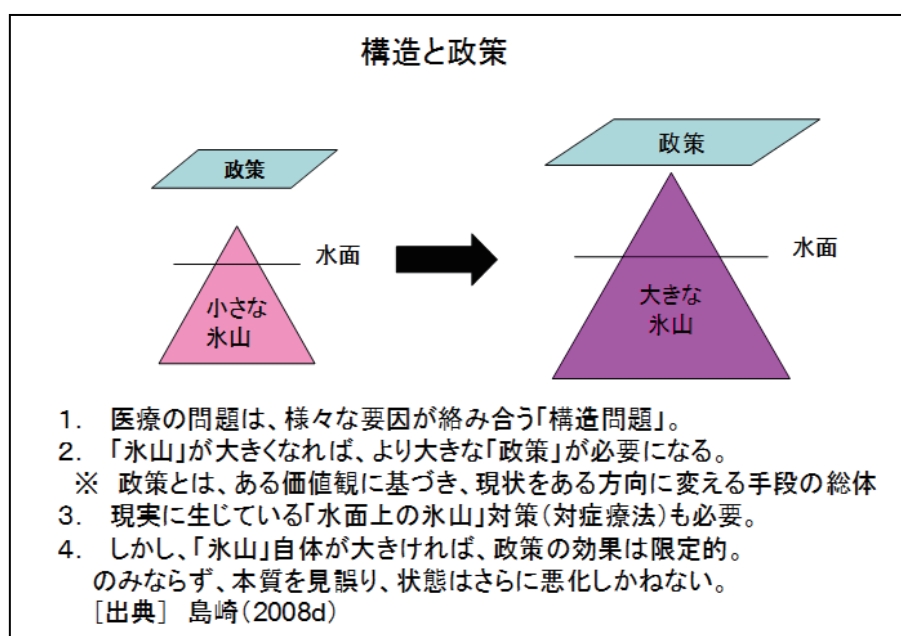 構造と政策
政策
政策
水面
小さな
氷山
水面
大きな
氷山
1. 医療の問題は、様々な要因が絡み合う「構造問題」。
2. 「氷山」が大きくなれば、より大きな「政策」が必要になる。
※ 政策とは、ある価値観に基づき、現状をある方向に変える手段の総体
3. 現実に生じている「水面上の氷山」対策(対症療法)も必要。
4. しかし、「氷山」自体が大きければ、政策の効果は限定的。
のみならず、本質を見誤り、状態はさらに悪化しかねない。
[出典] 島崎(2008d)